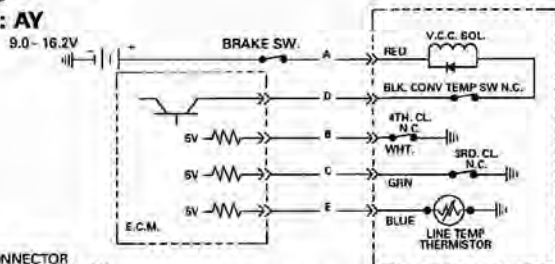 : AY
9.0 - 16.2V
- +
BRAKE SW.
A
RED
V.C.C. SOL.
D
BLK. CONV TEMP SW N.C.
5V
B
4TH. CL.
N.C.
WHT.
5V
C
3RD. CL.
N.C.
GRN
5V
E
BLUE
E.C.M.
LINE TEMP
THERMISTOR
NNECTOR